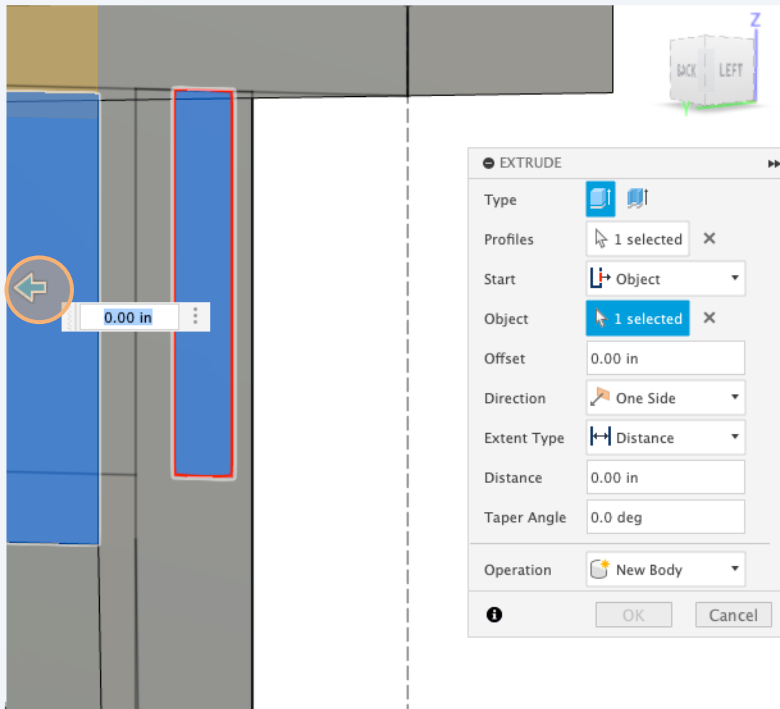 Z
BACK
LEFT
Y
EXTRUDE
Type
Profiles
1 selected
Start
Object
Object
1 selected
0.00 in
Offset
0.00 in
Direction
One Side
Extent Type
Distance
Distance
0.00 in
Taper Angle
0.0 deg
Operation
New Body
OK
Cancel